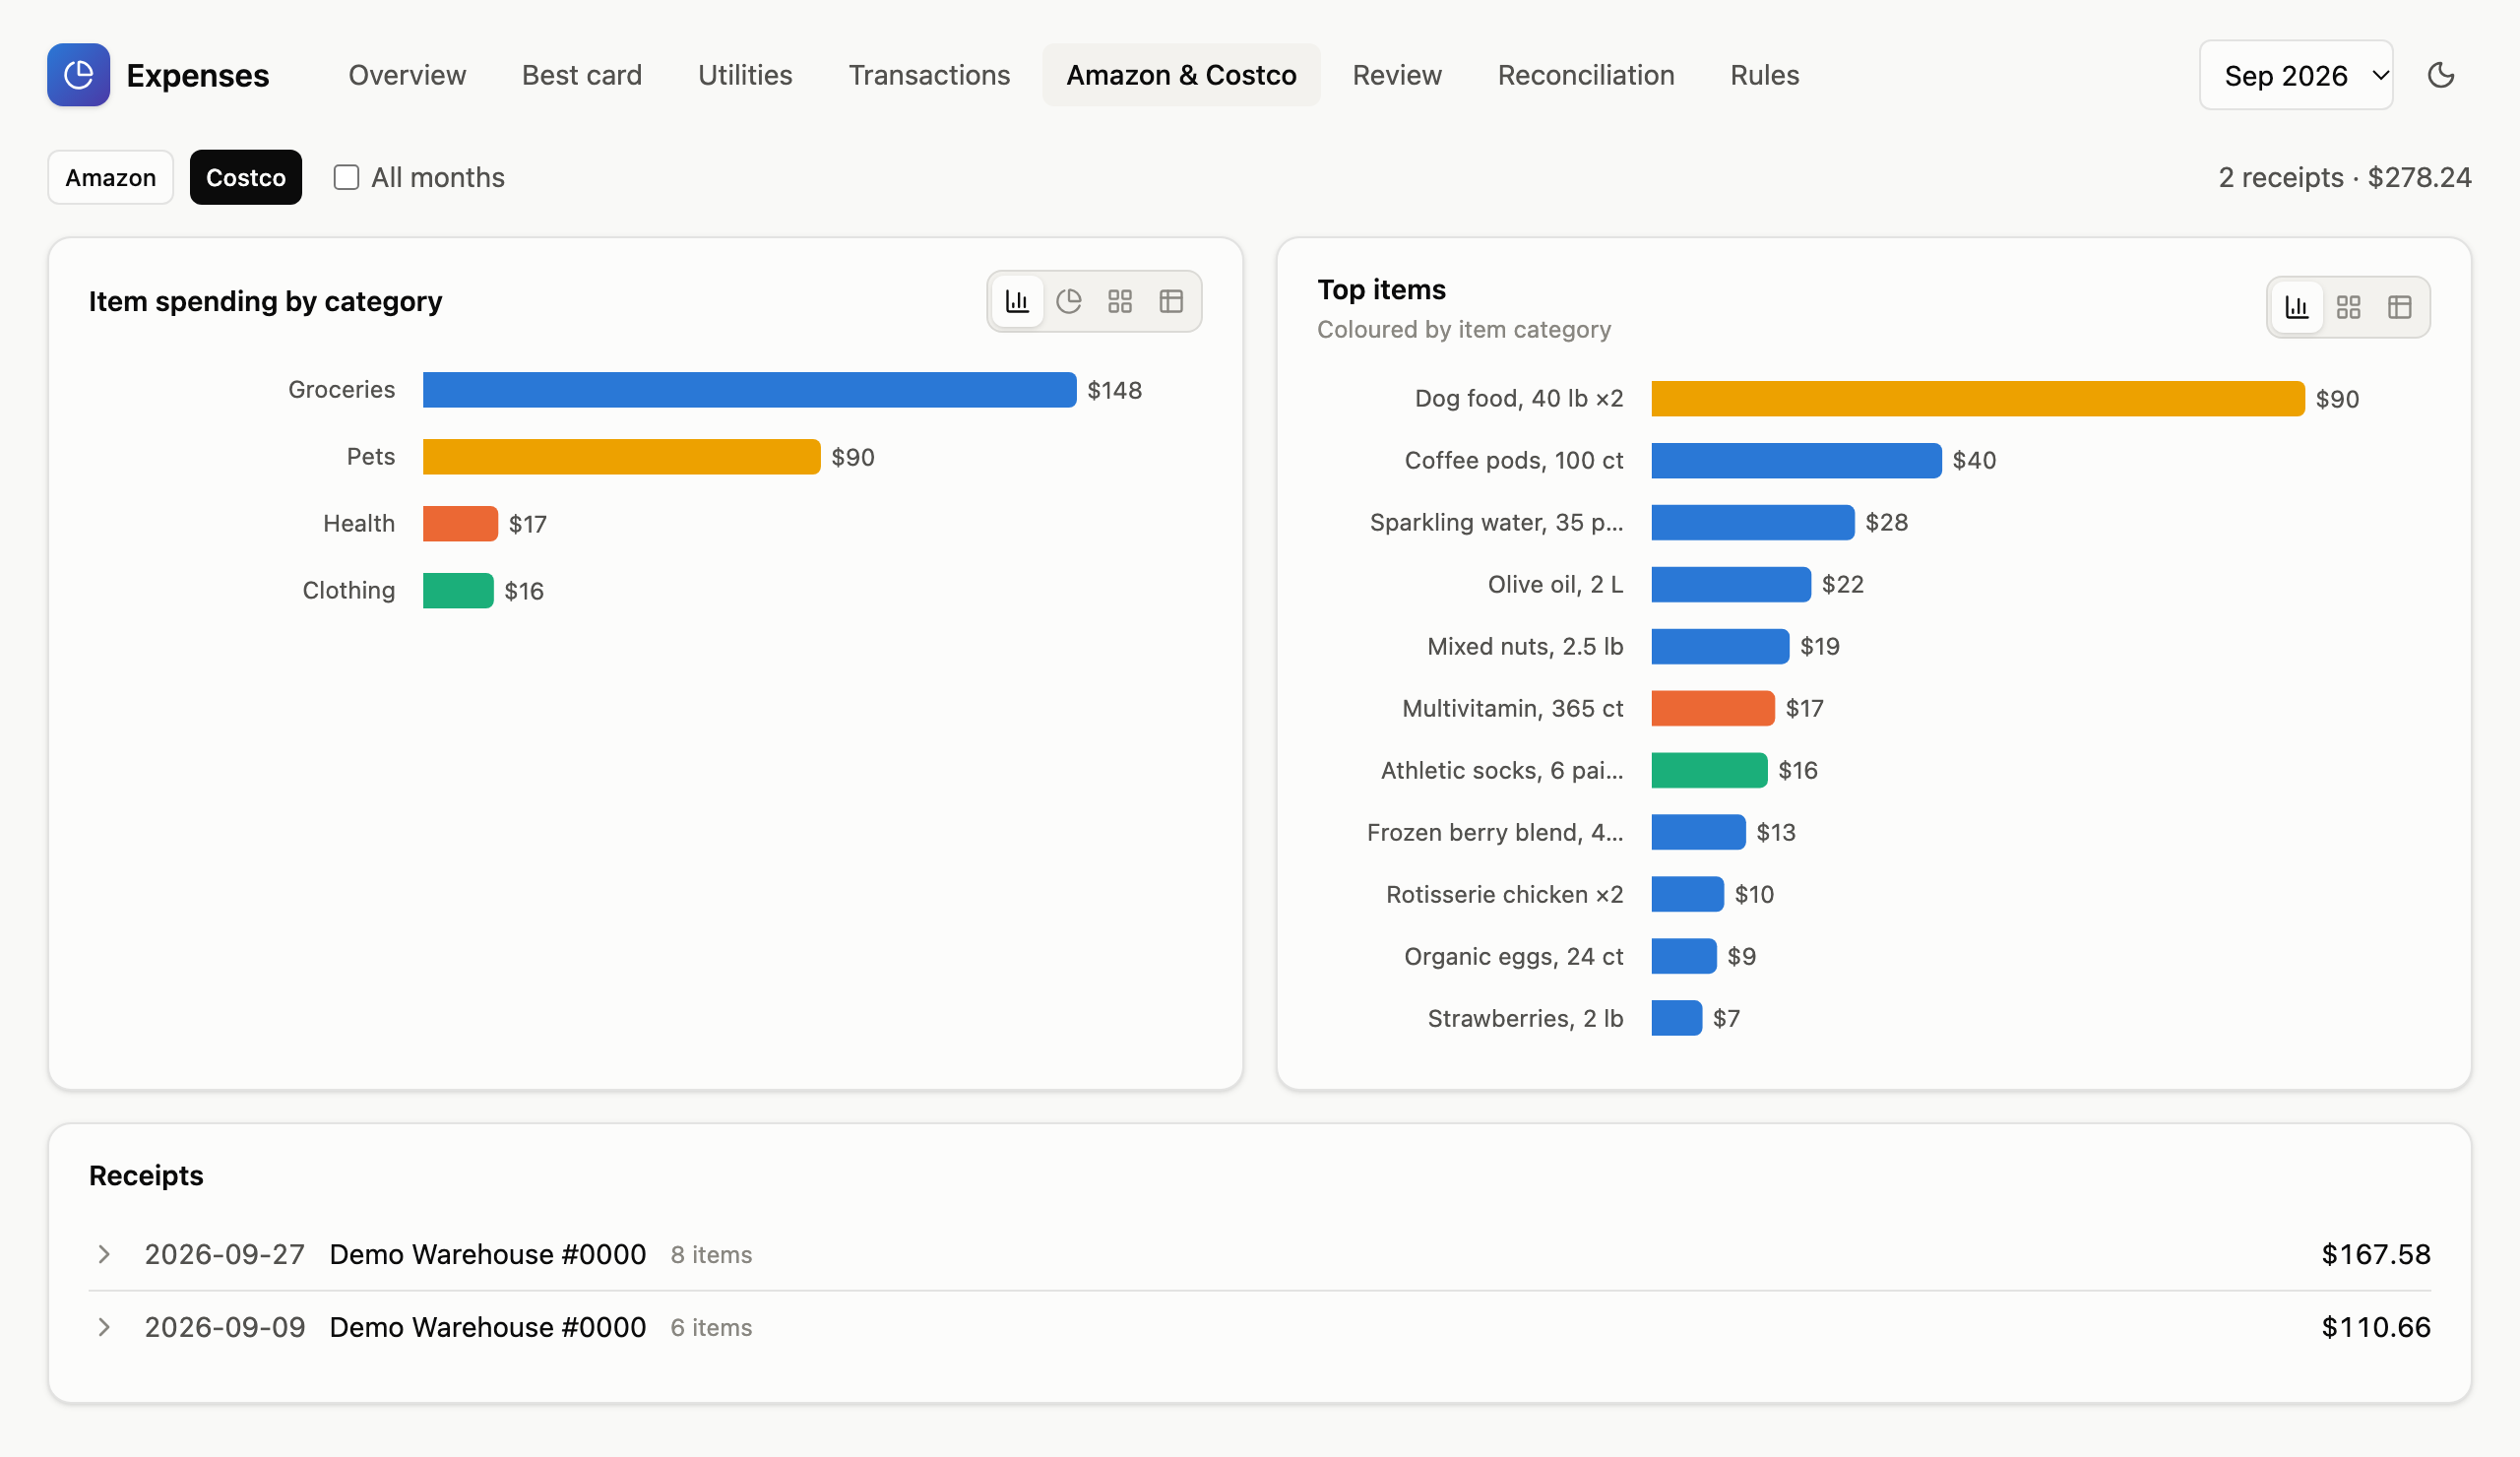 Expenses
Overview
Best card
Utilities
Transactions
Amazon & Costco
Review
Reconciliation
Rules
Sep 2026
Amazon
Costco
All months
2 receipts · $278.24
Item spending by category
Groceries $148
Pets $90
Health $17
Clothing $16
Top items
Coloured by item category
Dog food, 40 lb ×2 $90
Coffee pods, 100 ct $40
Sparkling water, 35 p... $28
Olive oil, 2 L $22
Mixed nuts, 2.5 lb $19
Multivitamin, 365 ct $17
Athletic socks, 6 pai... $16
Frozen berry blend, 4... $13
Rotisserie chicken ×2 $10
Organic eggs, 24 ct $9
Strawberries, 2 lb $7
Receipts
2026-09-27 Demo Warehouse #0000 8 items $167.58
2026-09-09 Demo Warehouse #0000 6 items $110.66